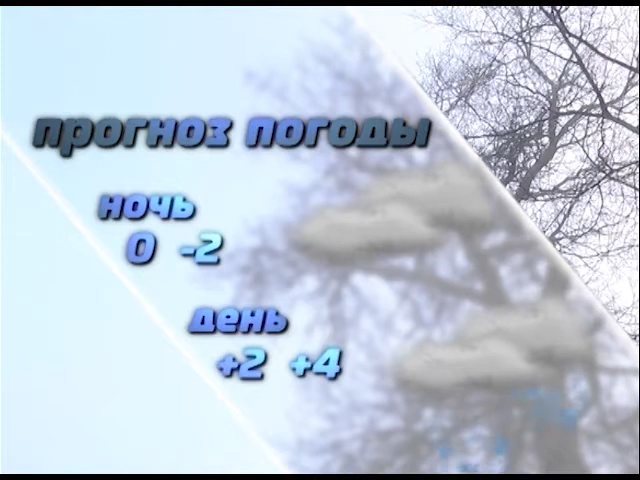 прогноз погоды
ночь
0 -2
день
+2 +4